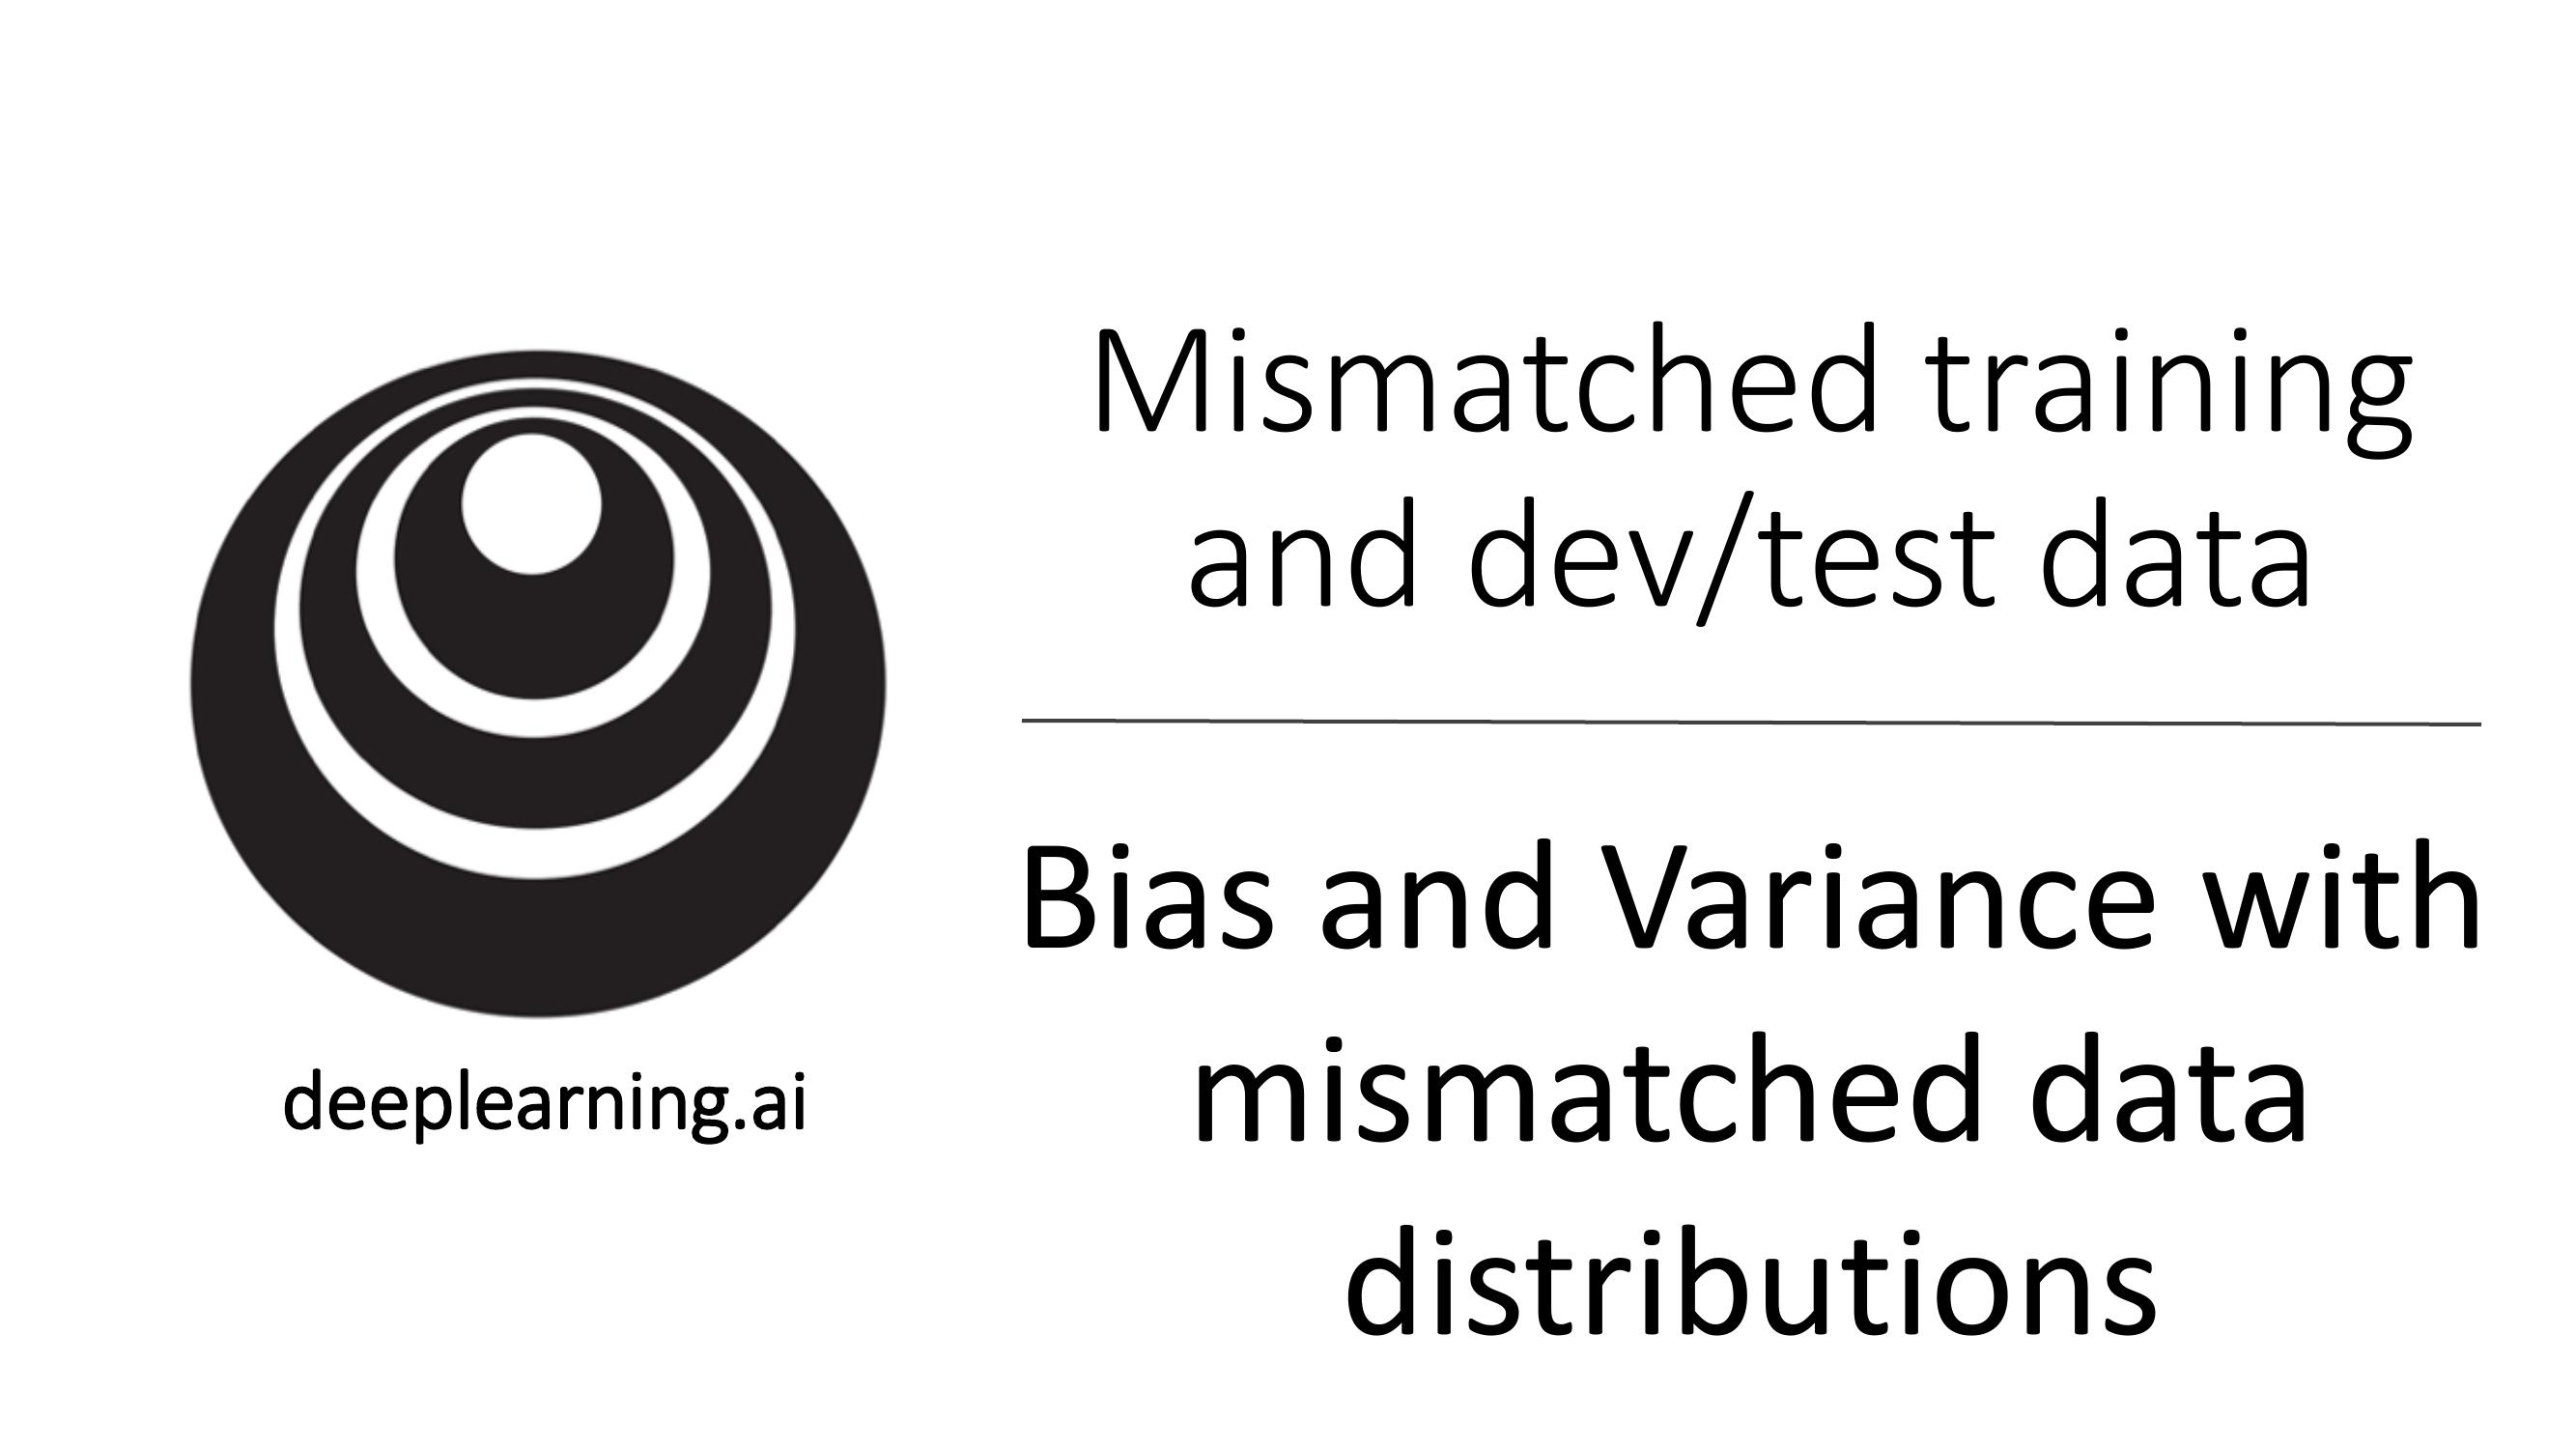 Mismatched training
and dev/test data
Bias and Variance with
mismatched data
distributions
deeplearning.ai